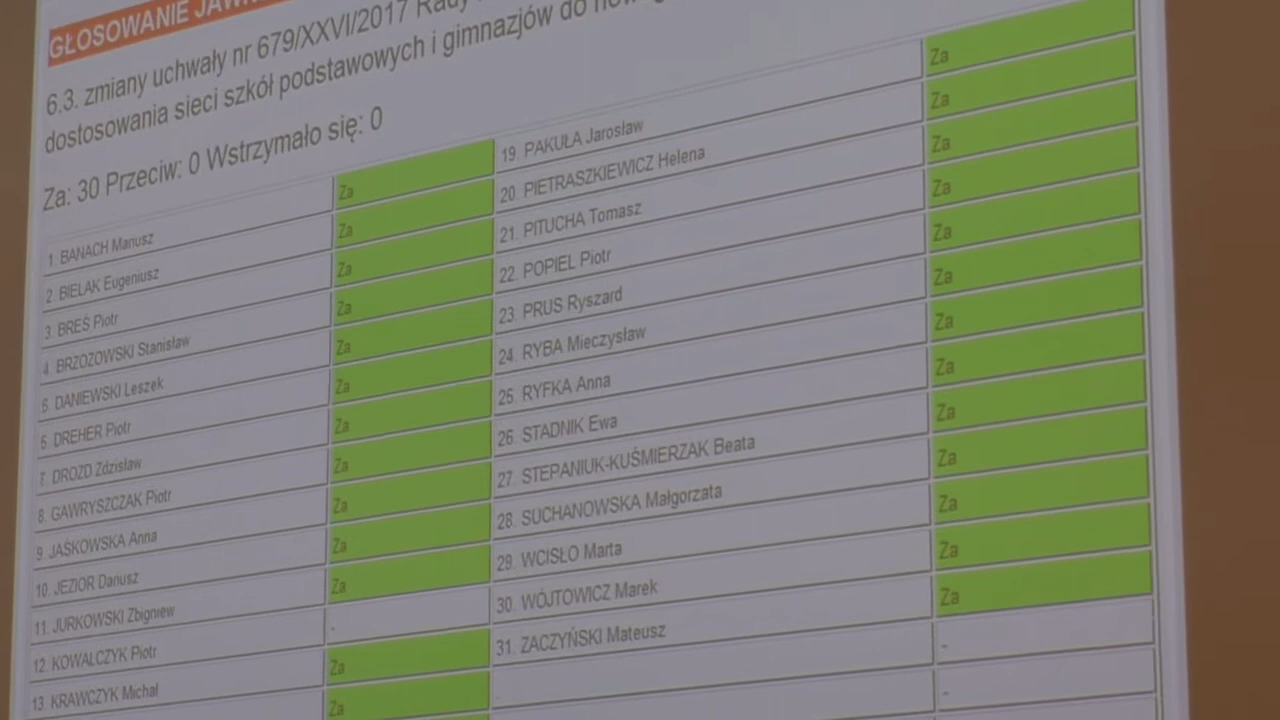 GŁOSOWANIE
6.3. zmiany uchwały nr 679/XXVI/2017 Rady
dostosowania sieci szkół podstawowych i gimnazjów do
Za: 30 Przeciw: 0 Wstrzymało się: 0
1. BANACH Mariusz Za
2. BIELAK Eugeniusz Za
3. BREŚ Piotr Za
4. BRZOZOWSKI Stanisław Za
5. DANIEWSKI Leszek Za
6. DREHER Piotr Za
7. DROZD Zdzisław Za
8. GAWRYSZCZAK Piotr Za
9. JAŚKOWSKA Anna Za
10. JEZIOR Dariusz Za
11. JURKOWSKI Zbigniew Za
12. KOWALCZYK Piotr -
13. KRAWCZYK Michał Za
Za
19. PAKUŁA Jarosław Za
20. PIETRASZKIEWICZ Helena Za
21. PITUCHA Tomasz Za
22. POPIEL Piotr Za
23. PRUS Ryszard Za
24. RYBA Mieczysław Za
25. RYFKA Anna Za
26. STADNIK Ewa Za
27. STEPANIUK-KUŚMIERZAK Beata Za
28. SUCHANOWSKA Małgorzata Za
29. WCISŁO Marta Za
30. WÓJTOWICZ Marek Za
31. ZACZYŃSKI Mateusz Za
-
-